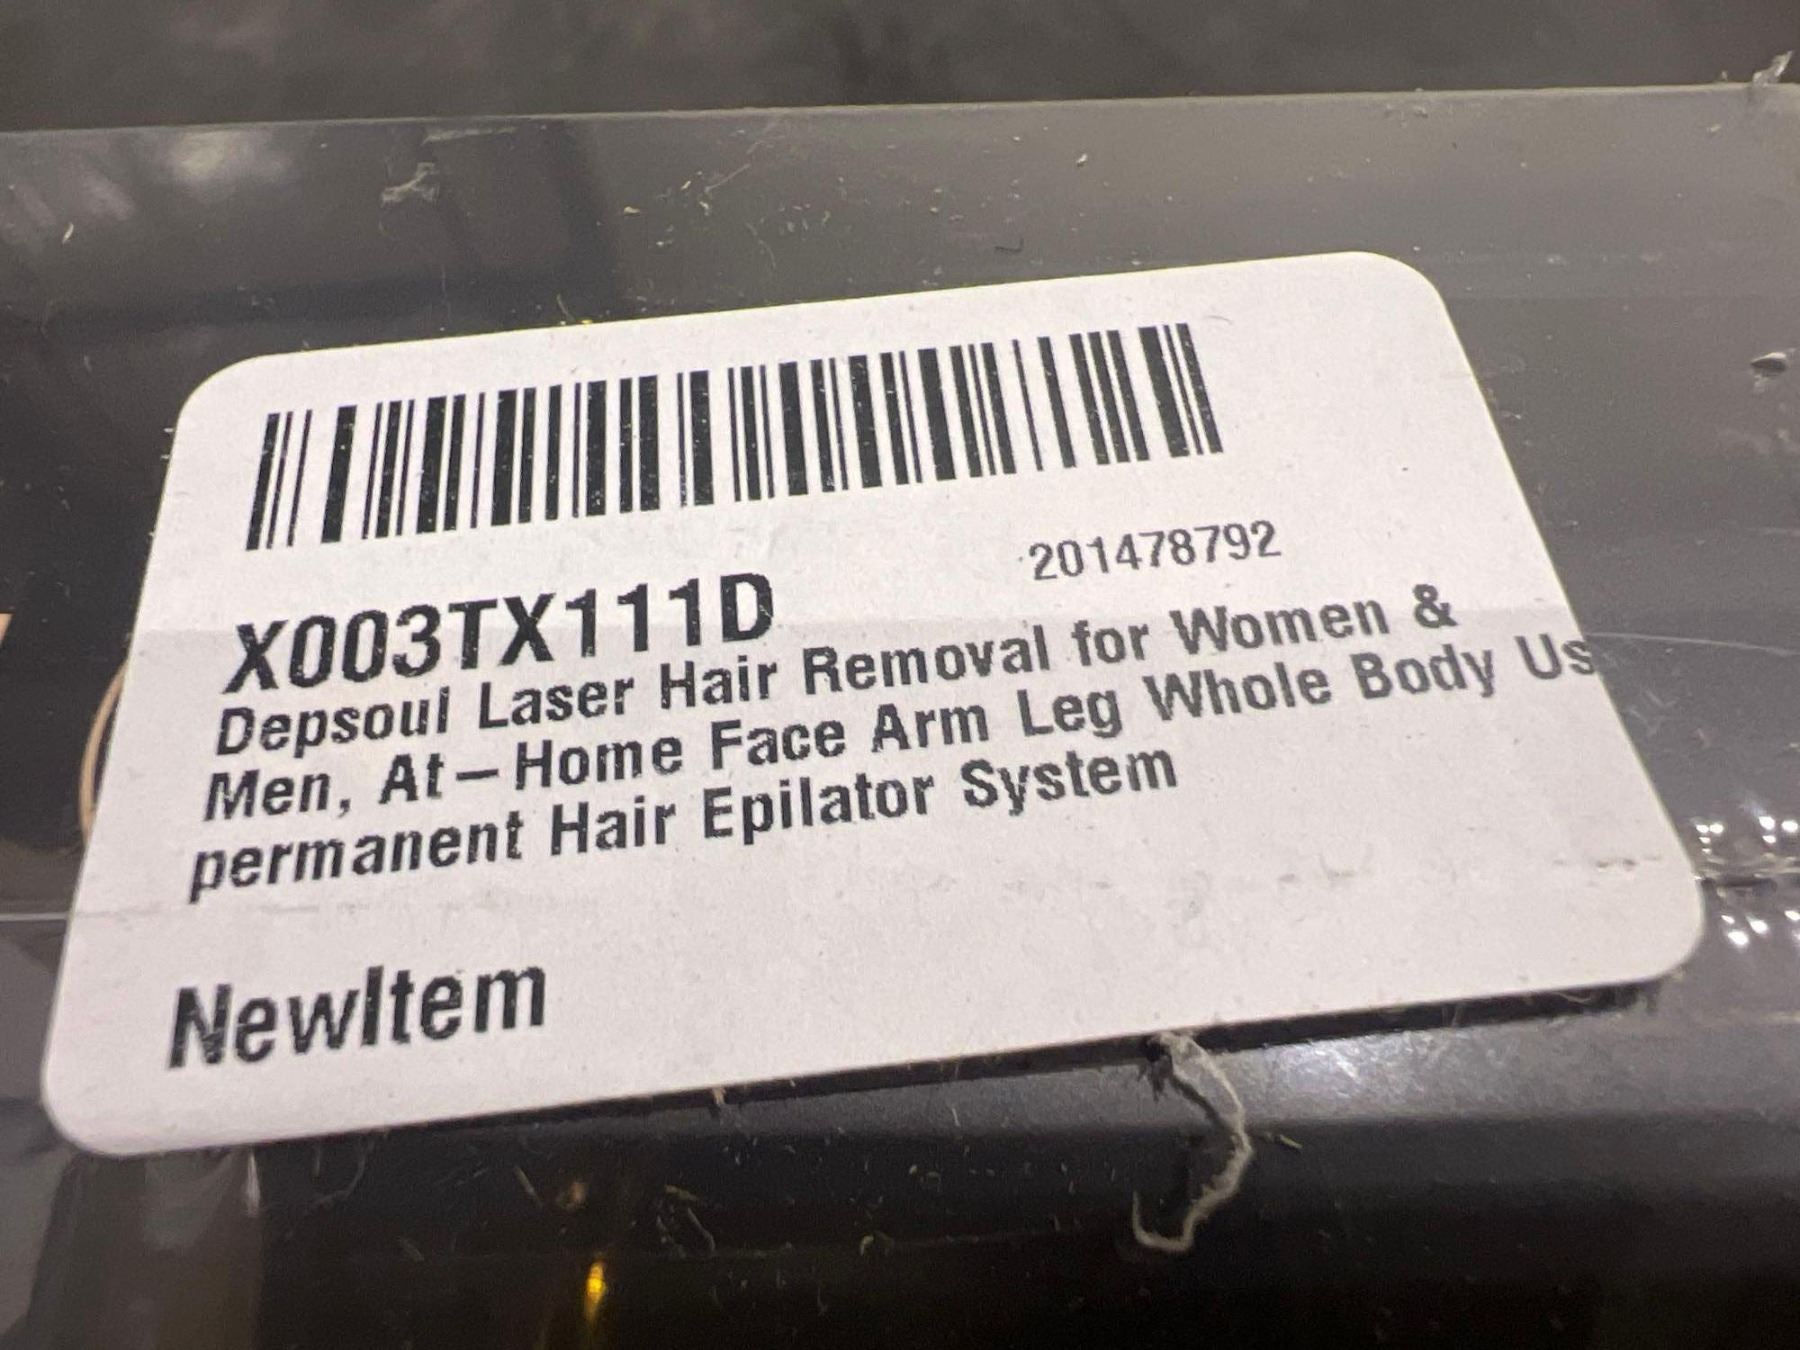 201478792
X003TX111D
Depsoul Laser Hair Removal for Women &
Men, At-Home Face Arm Leg Whole Body Us
permanent Hair Epilator System
NewItem